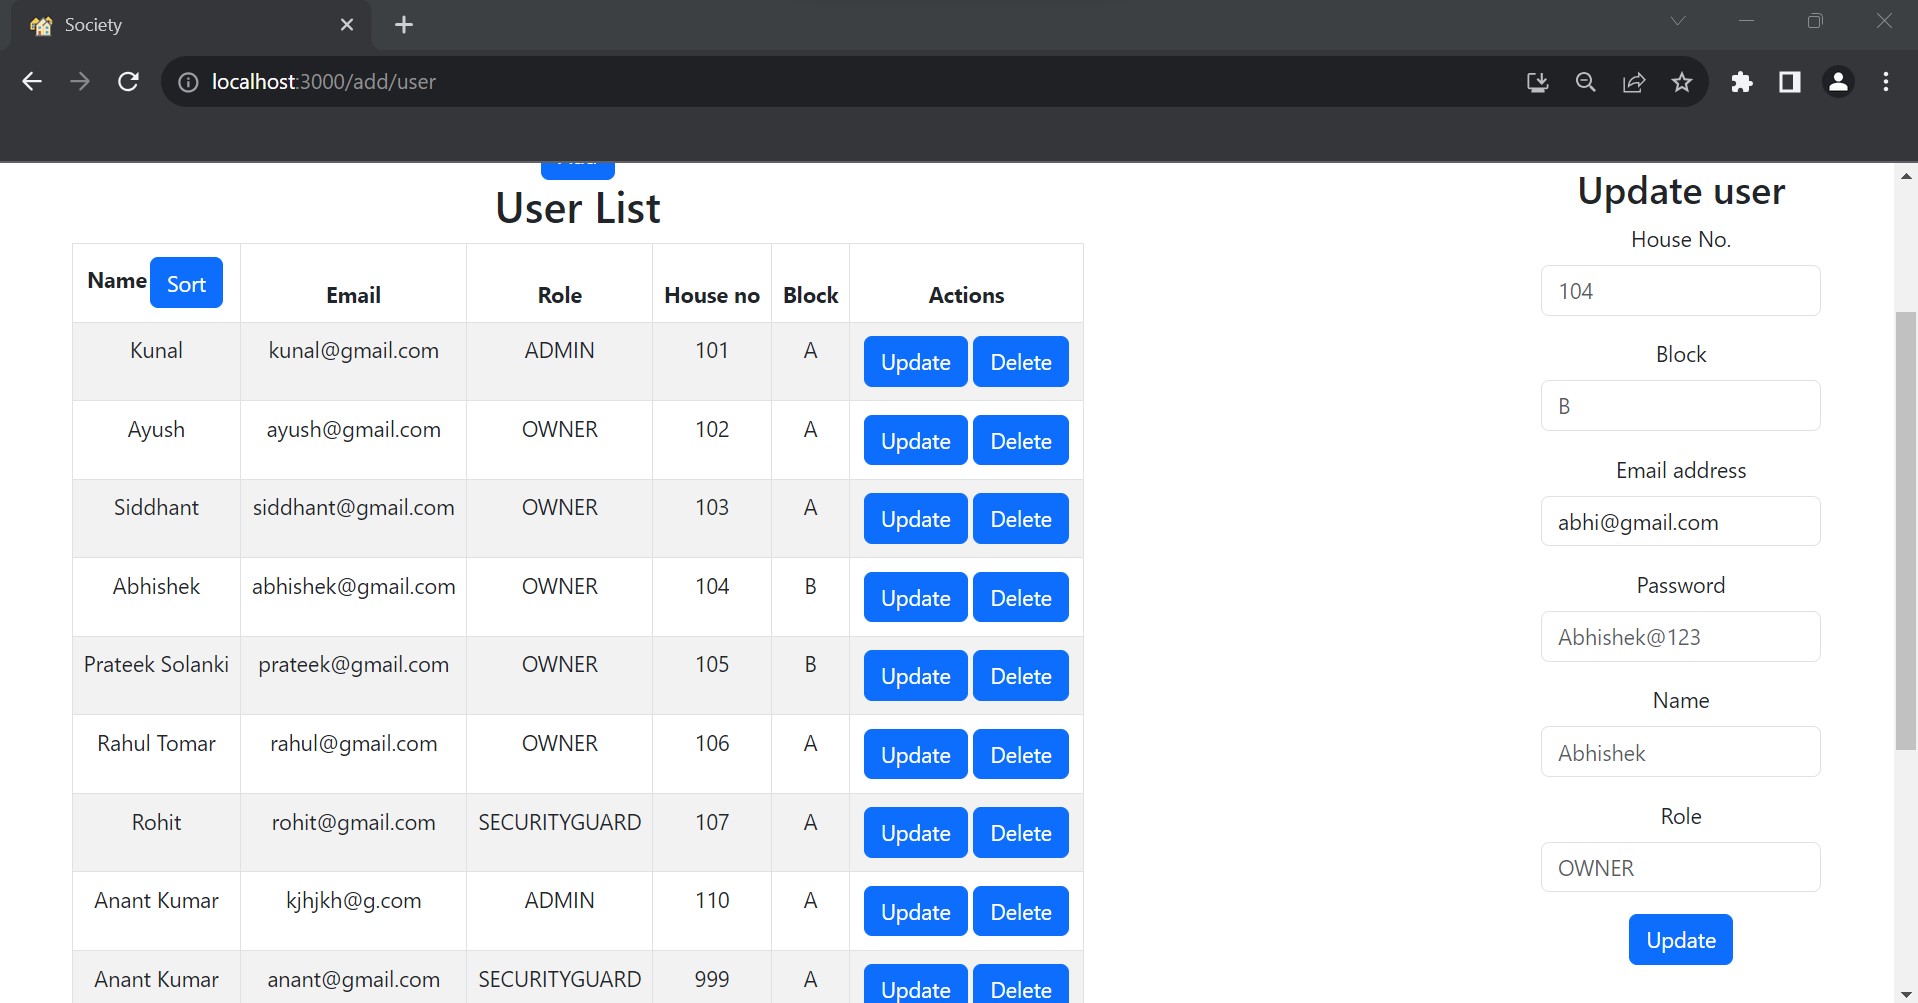 Society
localhost:3000/add/user
User List
Name Sort Email Role House no Block Actions
Kunal kunal@gmail.com ADMIN 101 A Update Delete
Ayush ayush@gmail.com OWNER 102 A Update Delete
Siddhant siddhant@gmail.com OWNER 103 A Update Delete
Abhishek abhishek@gmail.com OWNER 104 B Update Delete
Prateek Solanki prateek@gmail.com OWNER 105 B Update Delete
Rahul Tomar rahul@gmail.com OWNER 106 A Update Delete
Rohit rohit@gmail.com SECURITYGUARD 107 A Update Delete
Anant Kumar kjhjkh@g.com ADMIN 110 A Update Delete
Anant Kumar anant@gmail.com SECURITYGUARD 999 A Update Delete
Update user
House No.
104
Block
B
Email address
abhi@gmail.com
Password
Abhishek@123
Name
Abhishek
Role
OWNER
Update